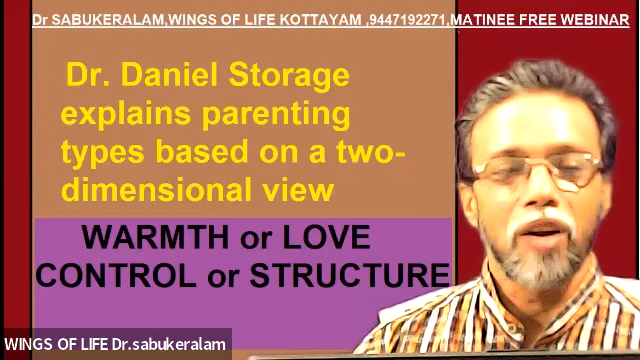 Dr SABUKERALAM,WINGS OF LIFE KOTTAYAM ,9447192271,MATINEE FREE WEBINAR
Dr. Daniel Storage
explains parenting
types based on a two-
dimensional view
WARMTH or LOVE
CONTROL or STRUCTURE
WINGS OF LIFE Dr.sabukeralam